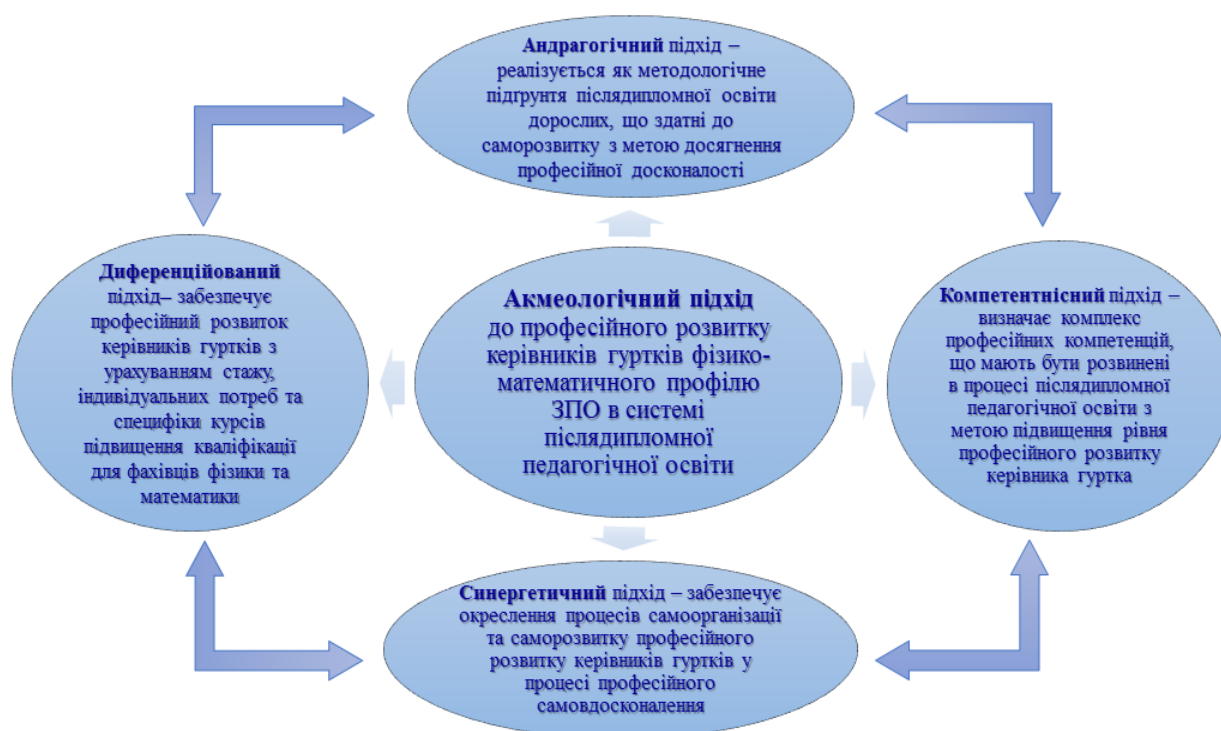 Андрагогічний підхід –
реалізується як методологічне
підґрунтя післядипломної освіти
дорослих, що здатні до
саморозвитку з метою досягнення
професійної досконалості
Диференційований
підхід– забезпечує
професійний розвиток
керівників гуртків з
урахуванням стажу,
індивідуальних потреб та
специфіки курсів
підвищення кваліфікації
для фахівців фізики та
математики
Акмеологічний підхід
до професійного розвитку
керівників гуртків фізико-
математичного профілю
ЗПО в системі
післядипломної
педагогічної освіти
Компетентнісний підхід –
визначає комплекс
професійних компетенцій,
що мають бути розвинені
в процесі післядипломної
педагогічної освіти з
метою підвищення рівня
професійного розвитку
керівника гуртка
Синергетичний підхід – забезпечує
окреслення процесів самоорганізації
та саморозвитку професійного
розвитку керівників гуртків у
процесі професійного
самовдосконалення